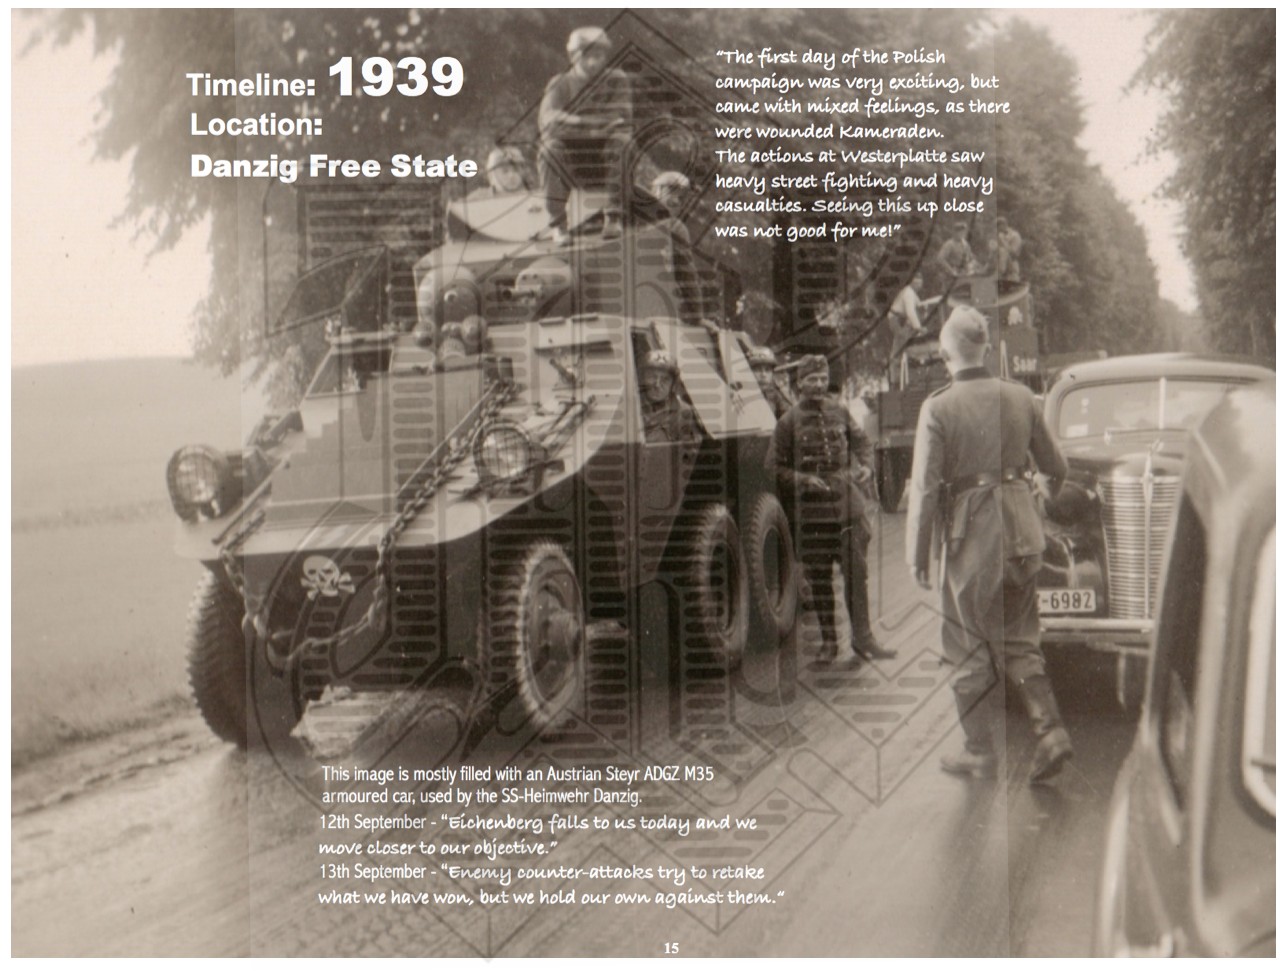 Timeline: 1939
Location:
Danzig Free State
"The first day of the Polish
campaign was very exciting, but
came with mixed feelings, as there
were wounded Kameraden.
The actions at Westerplatte saw
heavy street fighting and heavy
casualties. Seeing this up close
was not good for me!"
Saar
-6982
This image is mostly filled with an Austrian Steyr ADGZ M35
armoured car, used by the SS-Heimwehr Danzig.
12th September - "Eichenberg falls to us today and we
move closer to our objective."
13th September - "Enemy counter-attacks try to retake
what we have won, but we hold our own against them."
15